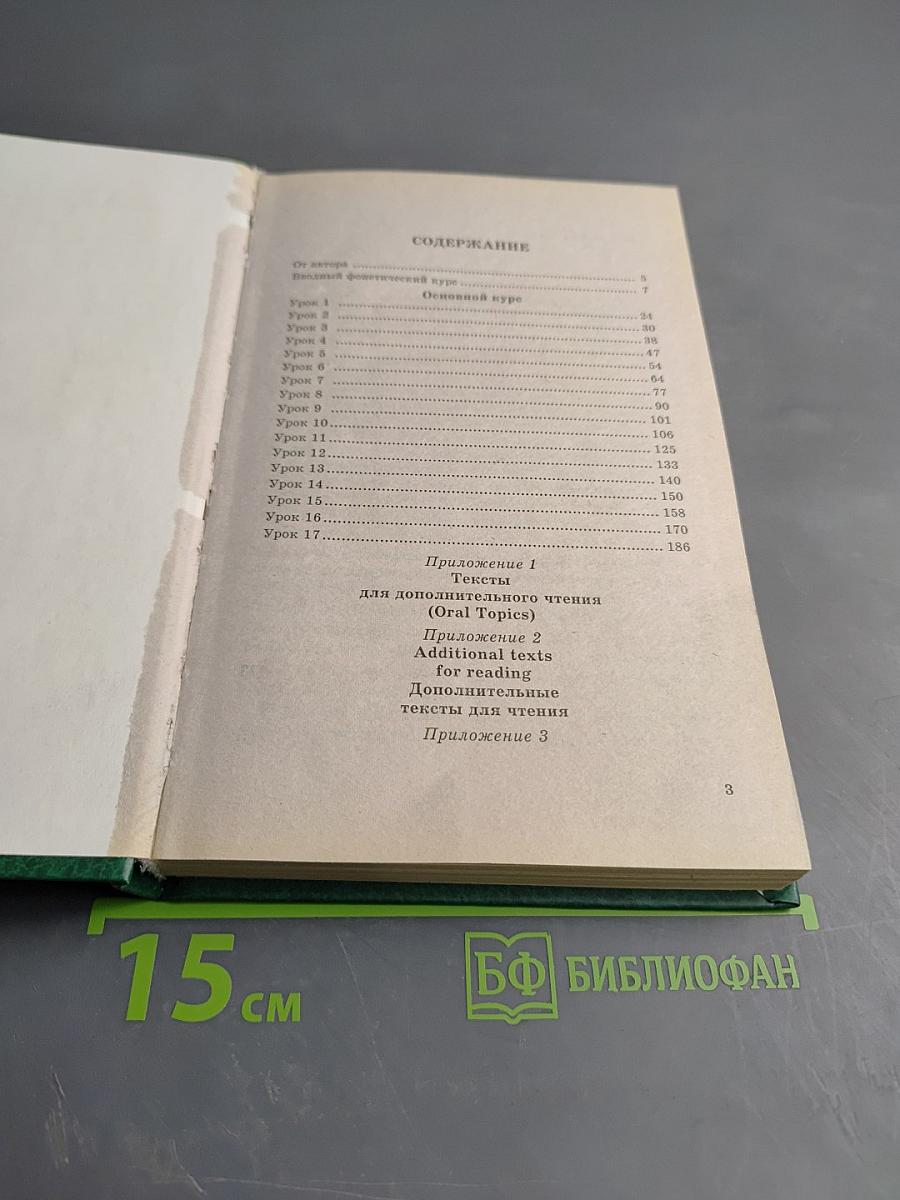 СОДЕРЖАНИЕ
От автора ........ 5
Вводный фонетический курс ........ 7
Основной курс
Урок 1 ........ 24
Урок 2 ........ 30
Урок 3 ........ 38
Урок 4 ........ 47
Урок 5 ........ 54
Урок 6 ........ 64
Урок 7 ........ 77
Урок 8 ........ 90
Урок 9 ........ 101
Урок 10 ........ 106
Урок 11 ........ 125
Урок 12 ........ 133
Урок 13 ........ 140
Урок 14 ........ 150
Урок 15 ........ 158
Урок 16 ........ 170
Урок 17 ........ 186
Приложение 1
Тексты
для дополнительного чтения
(Oral Topics)
Приложение 2
Additional texts
for reading
Дополнительные
тексты для чтения
Приложение 3
3
15 см
БФ БИБЛИОФАН